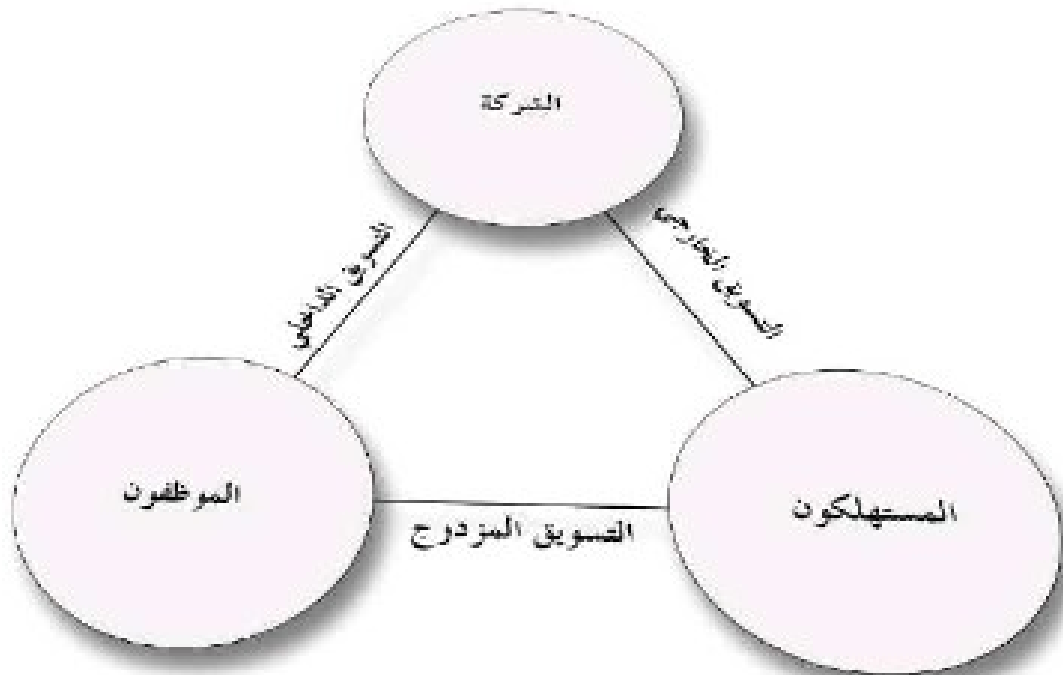 الشركة
التسويق الخارجي
التسويق الداخلي
المستهلكون
الموظفون
التسويق المزدوج